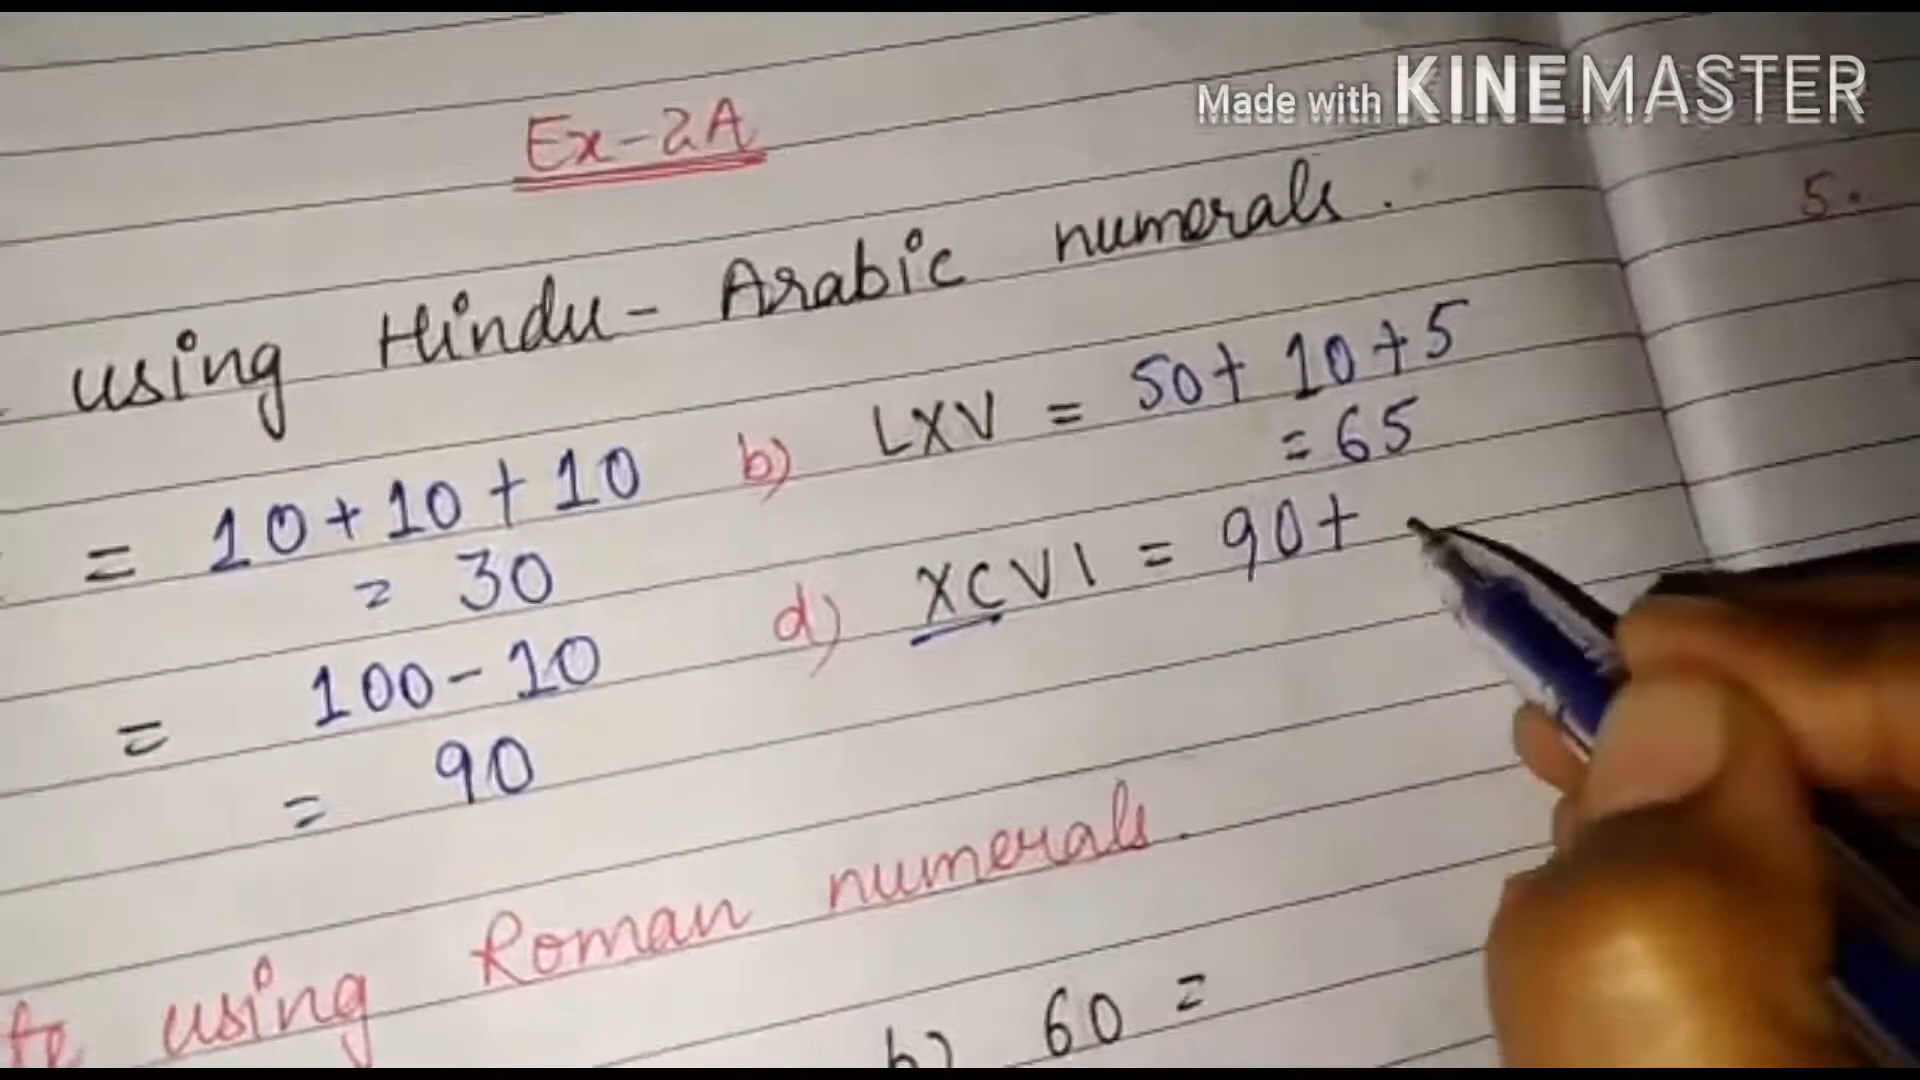 Made with KINEMASTER
Ex-2A
5.
using Hindu-Arabic numerals.
= 10+10+10 b) LXV = 50+ 10+5
= 30 = 65
= 100-10 d) XCVI = 90+
= 90
te using Roman numerals.
b) 60 =